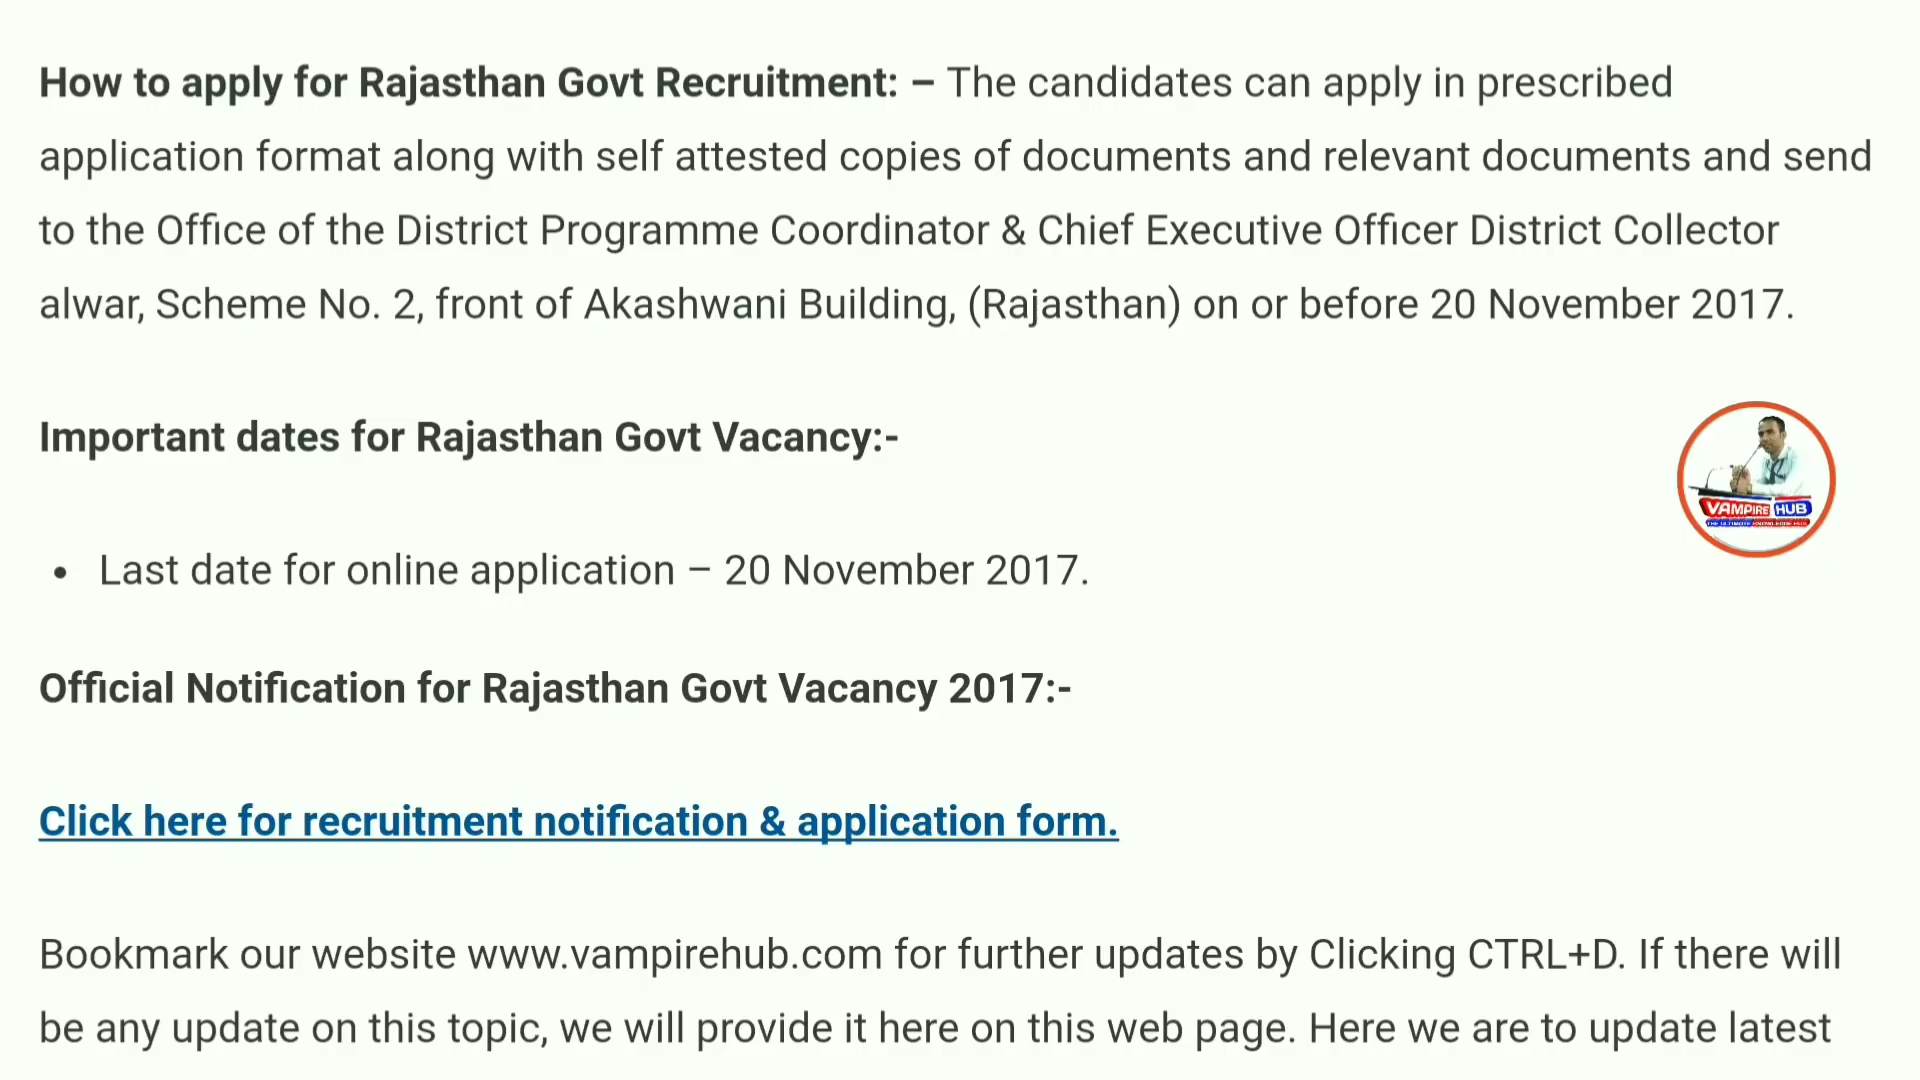 How to apply for Rajasthan Govt Recruitment: – The candidates can apply in prescribed
application format along with self attested copies of documents and relevant documents and send
to the Office of the District Programme Coordinator & Chief Executive Officer District Collector
alwar, Scheme No. 2, front of Akashwani Building, (Rajasthan) on or before 20 November 2017.
Important dates for Rajasthan Govt Vacancy:-
VAMPIRE HUB
THE ULTIMATE KNOWLEDGE HUB
• Last date for online application – 20 November 2017.
Official Notification for Rajasthan Govt Vacancy 2017:-
Click here for recruitment notification & application form.
Bookmark our website www.vampirehub.com for further updates by Clicking CTRL+D. If there will
be any update on this topic, we will provide it here on this web page. Here we are to update latest